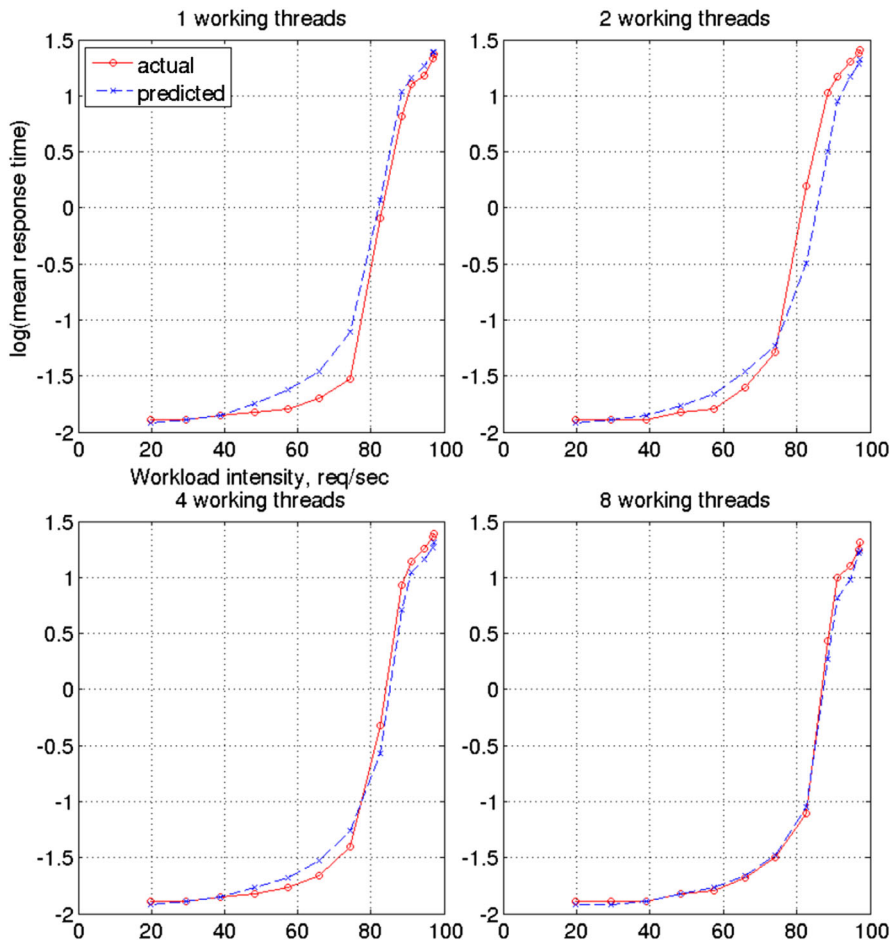 1 working threads
2 working threads
1.5
1
0.5
0
-0.5
-1
-1.5
-2
actual
predicted
log(mean response time)
0 20 40 60 80 100
Workload intensity, req/sec
1.5
1
0.5
0
-0.5
-1
-1.5
-2
0 20 40 60 80 100
4 working threads
8 working threads
1.5
1
0.5
0
-0.5
-1
-1.5
-2
0 20 40 60 80 100
1.5
1
0.5
0
-0.5
-1
-1.5
-2
0 20 40 60 80 100